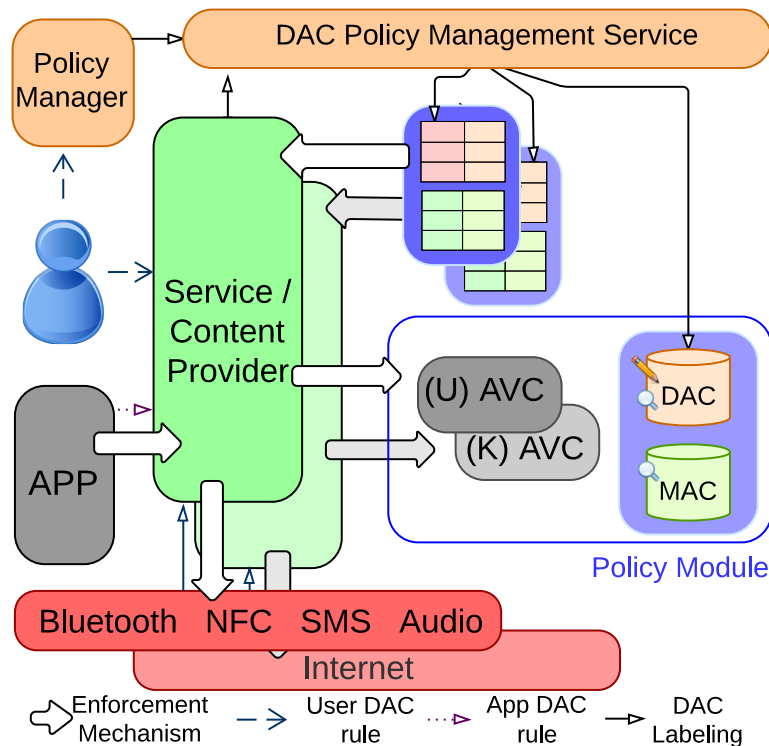 DAC Policy Management Service
Policy
Manager
Service /
Content
Provider
(U) AVC
(K) AVC
DAC
MAC
APP
Policy Module
Bluetooth NFC SMS Audio
Internet
Enforcement
Mechanism
User DAC
rule
App DAC
rule
DAC
Labeling